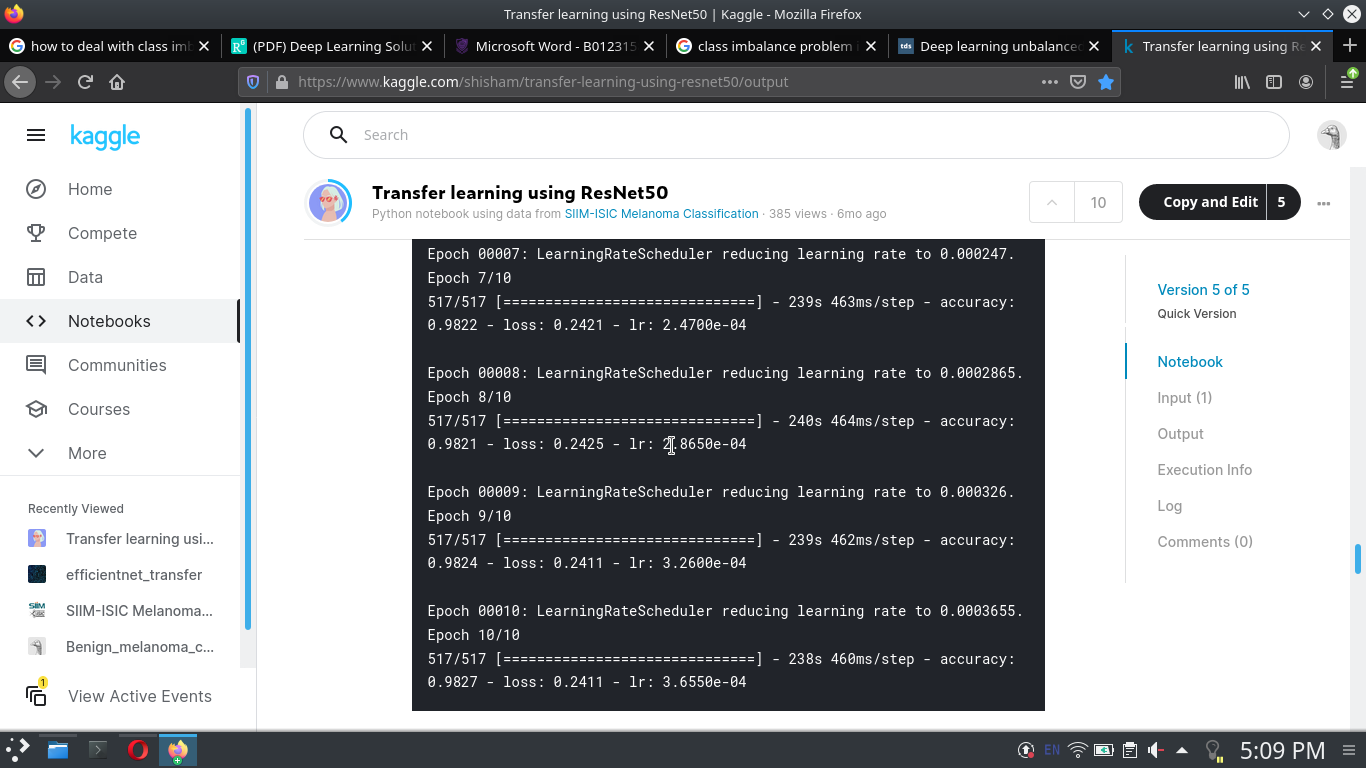 Transfer learning using ResNet50 | Kaggle - Mozilla Firefox
how to deal with class imb
(PDF) Deep Learning Solu
Microsoft Word - B012315
class imbalance problem i
tds
Deep learning unbalanced
Transfer learning using Re
https://www.kaggle.com/shisham/transfer-learning-using-resnet50/output
kaggle
Search
Home
Compete
Data
Notebooks
Communities
Courses
More
Recently Viewed
Transfer learning usi...
efficientnet_transfer
SIIM-ISIC Melanoma...
Benign_melanoma_c...
1
View Active Events
Transfer learning using ResNet50
Python notebook using data from SIIM-ISIC Melanoma Classification · 385 views · 6mo ago
10
Copy and Edit 5
Epoch 00007: LearningRateScheduler reducing learning rate to 0.000247.
Epoch 7/10
517/517 [==============================] - 239s 463ms/step - accuracy:
0.9822 - loss: 0.2421 - lr: 2.4700e-04
Epoch 00008: LearningRateScheduler reducing learning rate to 0.0002865.
Epoch 8/10
517/517 [==============================] - 240s 464ms/step - accuracy:
0.9821 - loss: 0.2425 - lr: 2.8650e-04
Epoch 00009: LearningRateScheduler reducing learning rate to 0.000326.
Epoch 9/10
517/517 [==============================] - 239s 462ms/step - accuracy:
0.9824 - loss: 0.2411 - lr: 3.2600e-04
Epoch 00010: LearningRateScheduler reducing learning rate to 0.0003655.
Epoch 10/10
517/517 [==============================] - 238s 460ms/step - accuracy:
0.9827 - loss: 0.2411 - lr: 3.6550e-04
Version 5 of 5
Quick Version
Notebook
Input (1)
Output
Execution Info
Log
Comments (0)
EN
5:09 PM